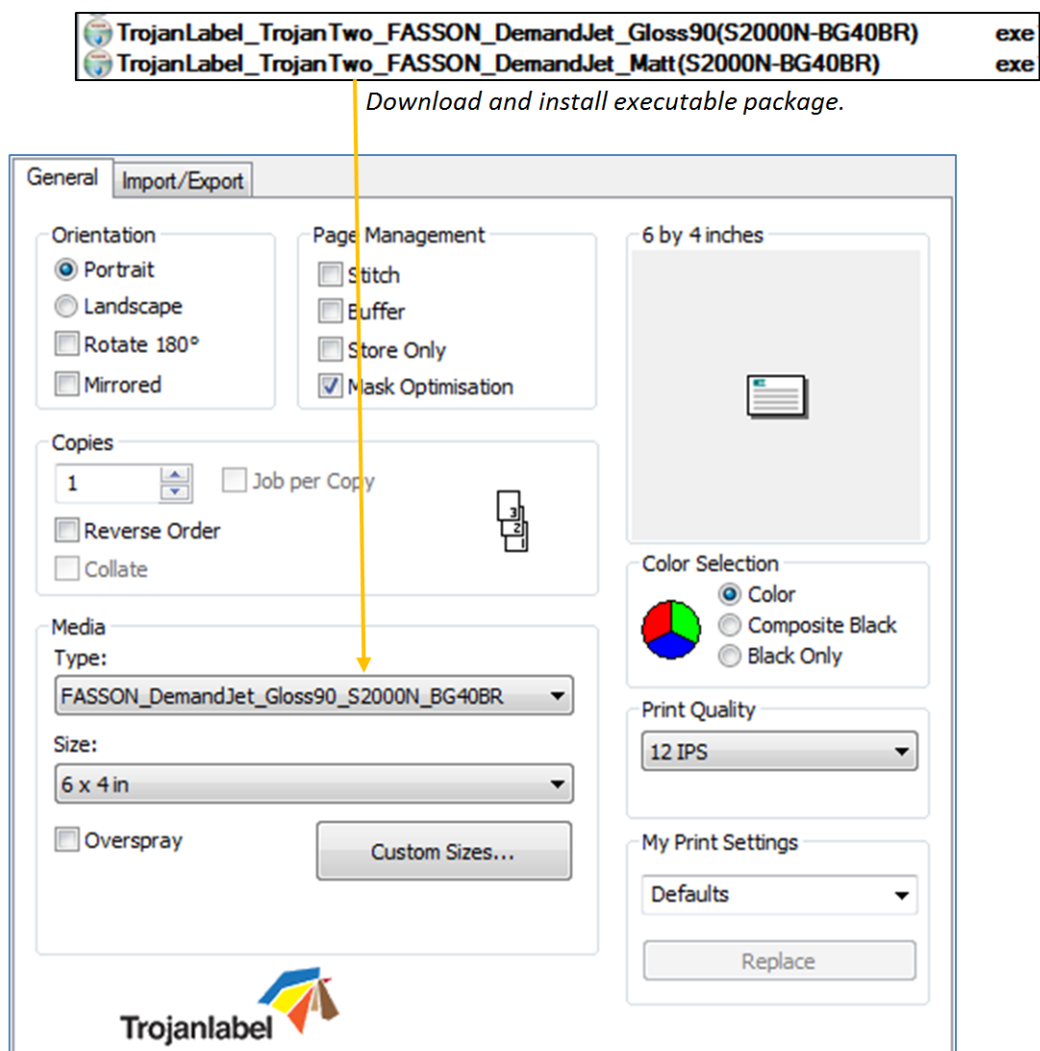 TrojanLabel_TrojanTwo_FASSON_DemandJet_Gloss90(S2000N-BG40BR) exe
TrojanLabel_TrojanTwo_FASSON_DemandJet_Matt(S2000N-BG40BR) exe
Download and install executable package.
General Import/Export
Orientation
Portrait
Landscape
Rotate 180°
Mirrored
Page Management
Stitch
Buffer
Store Only
Mask Optimisation
6 by 4 inches
Copies
1 Job per Copy
Reverse Order
Collate
3
2
1
Color Selection
Color
Composite Black
Black Only
Media
Type:
FASSON_DemandJet_Gloss90_S2000N_BG40BR
Size:
6 x 4 in
Overspray Custom Sizes...
Print Quality
12 IPS
My Print Settings
Defaults
Replace
Trojanlabel